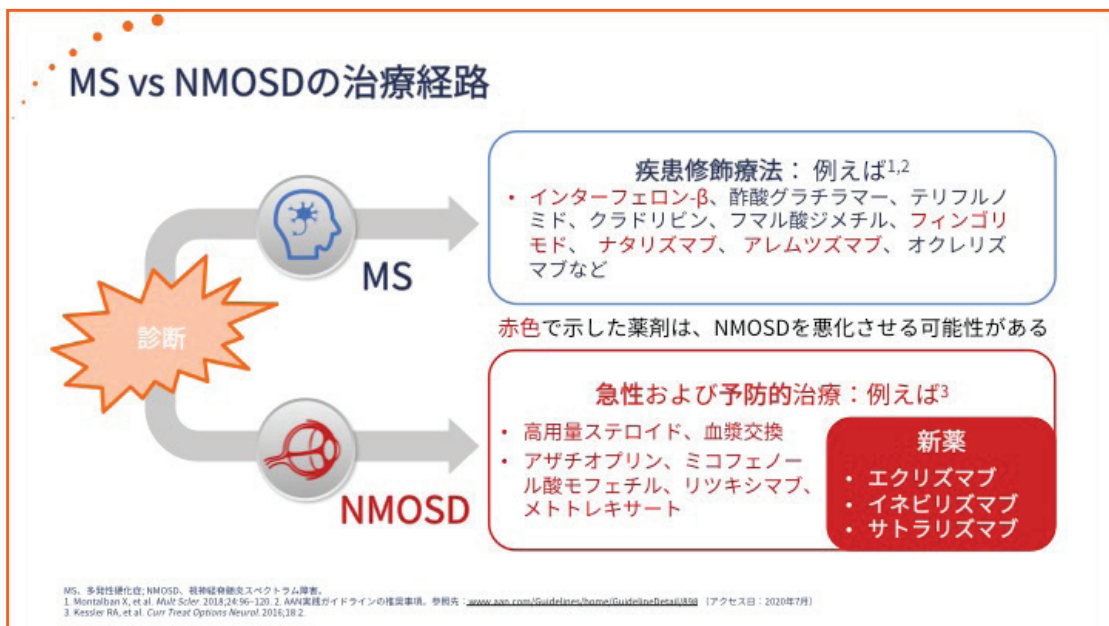 MS vs NMOSDの治療経路
診断
MS
疾患修飾療法： 例えば1,2
• インターフェロン-β、酢酸グラチラマー、テリフルノ
ミド、クラドリビン、フマル酸ジメチル、フィンゴリ
モド、 ナタリズマブ、 アレムツズマブ、 オクレリズ
マブなど
赤色で示した薬剤は、NMOSDを悪化させる可能性がある
NMOSD
急性および予防的治療：例えば3
• 高用量ステロイド、血漿交換
• アザチオプリン、ミコフェノー
ル酸モフェチル、リツキシマブ、
メトトレキサート
新薬
• エクリズマブ
• イネビリズマブ
• サトラリズマブ
MS、多発性硬化症; NMOSD、視神経脊髄炎スペクトラム障害。
1. Montalban X, et al. Mult Scler. 2018;24:96–120. 2. AAN実践ガイドラインの推奨事項。参照先：www.aan.com/Guidelines/home/GuidelineDetail/898 （アクセス日：2020年7月）
3. Kessler RA, et al. Curr Treat Options Neurol. 2016;18:2.